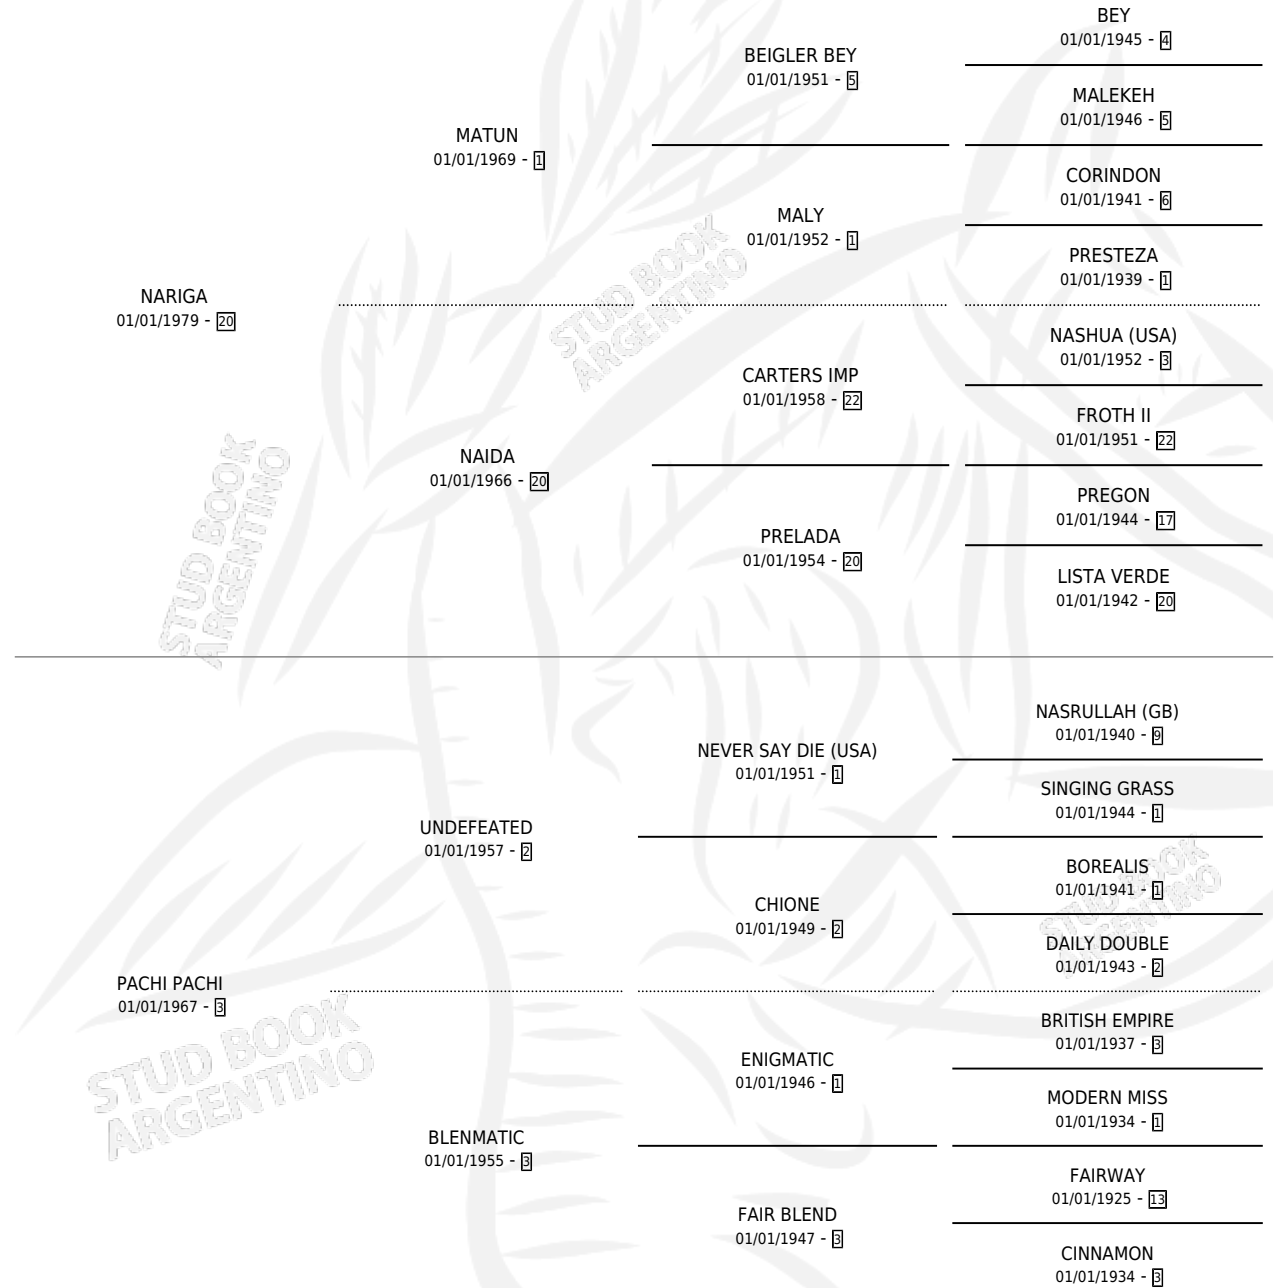 BEY
01/01/1945 - 4
BEIGLER BEY
01/01/1951 - 5
MALEKEH
01/01/1946 - 5
MATUN
01/01/1969 - 1
CORINDON
01/01/1941 - 6
MALY
01/01/1952 - 1
PRESTEZA
01/01/1939 - 1
NARIGA
01/01/1979 - 20
NASHUA (USA)
01/01/1952 - 3
CARTERS IMP
01/01/1958 - 22
FROTH II
01/01/1951 - 22
NAIDA
01/01/1966 - 20
PREGON
01/01/1944 - 17
PRELADA
01/01/1954 - 20
LISTA VERDE
01/01/1942 - 20
NASRULLAH (GB)
01/01/1940 - 9
NEVER SAY DIE (USA)
01/01/1951 - 1
SINGING GRASS
01/01/1944 - 1
UNDEFEATED
01/01/1957 - 2
BOREALIS
01/01/1941 - 1
CHIONE
01/01/1949 - 2
DAILY DOUBLE
01/01/1943 - 2
PACHI PACHI
01/01/1967 - 3
BRITISH EMPIRE
01/01/1937 - 3
ENIGMATIC
01/01/1946 - 1
MODERN MISS
01/01/1934 - 1
BLENMATIC
01/01/1955 - 3
FAIRWAY
01/01/1925 - 13
FAIR BLEND
01/01/1947 - 3
CINNAMON
01/01/1934 - 3
STUD BOOK
ARGENTINO
STUD BOOK
ARGENTINO
STUD BOOK
ARGENTINO
STUD BOOK
ARGENTINO